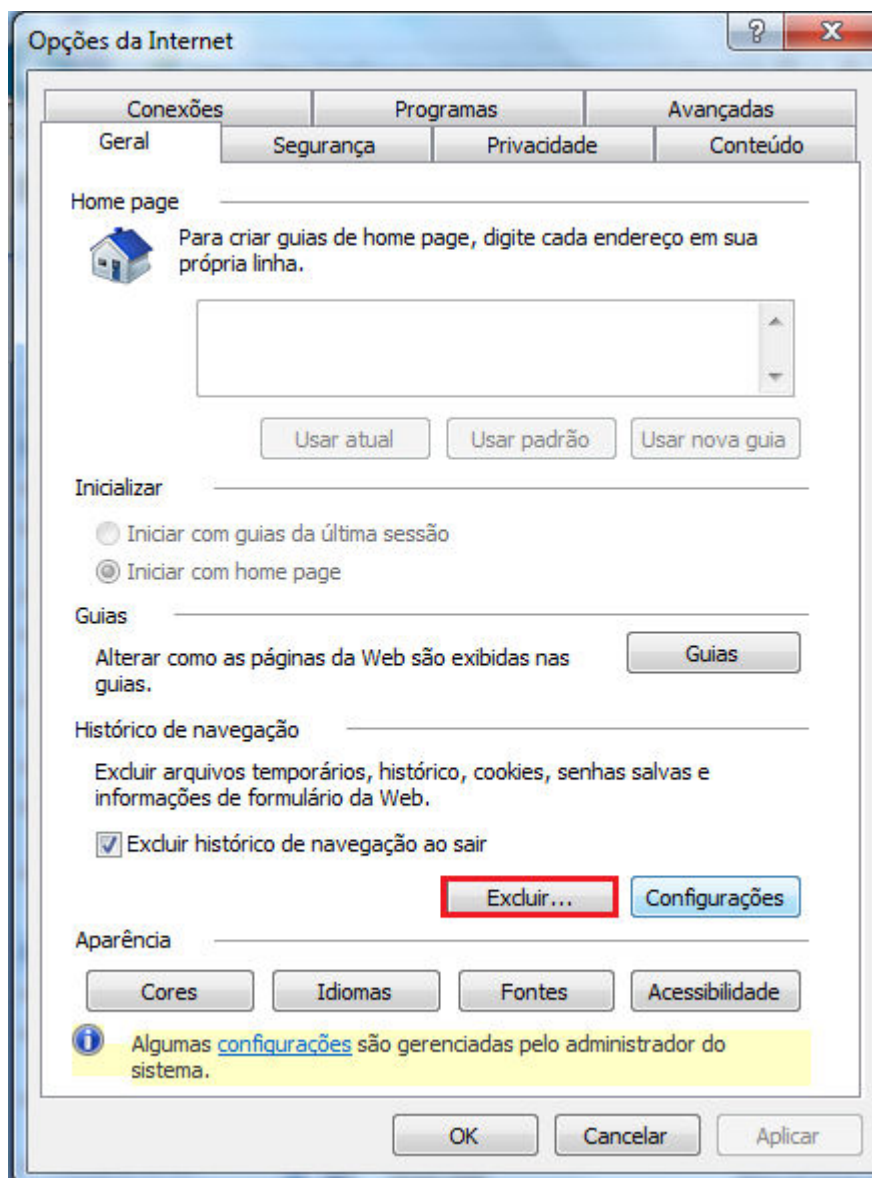 Opções da Internet
Conexões
Programas
Avançadas
Geral
Segurança
Privacidade
Conteúdo
Home page
Para criar guias de home page, digite cada endereço em sua
própria linha.
Usar atual
Usar padrão
Usar nova guia
Inicializar
Iniciar com guias da última sessão
Iniciar com home page
Guias
Alterar como as páginas da Web são exibidas nas
guias.
Guias
Histórico de navegação
Excluir arquivos temporários, histórico, cookies, senhas salvas e
informações de formulário da Web.
Excluir histórico de navegação ao sair
Excluir...
Configurações
Aparência
Cores
Idiomas
Fontes
Acessibilidade
Algumas configurações são gerenciadas pelo administrador do
sistema.
OK
Cancelar
Aplicar